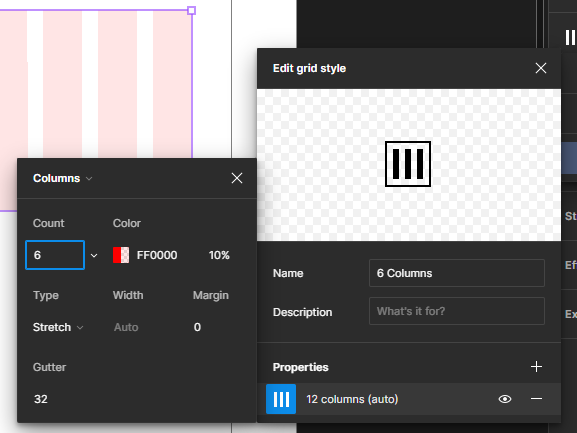 Edit grid style
Columns
Count
Color
6
FF0000
10%
Type
Width
Margin
Stretch
Auto
0
Gutter
32
Name
6 Columns
Description
What's it for?
Properties
12 columns (auto)
St
Ef
Ex